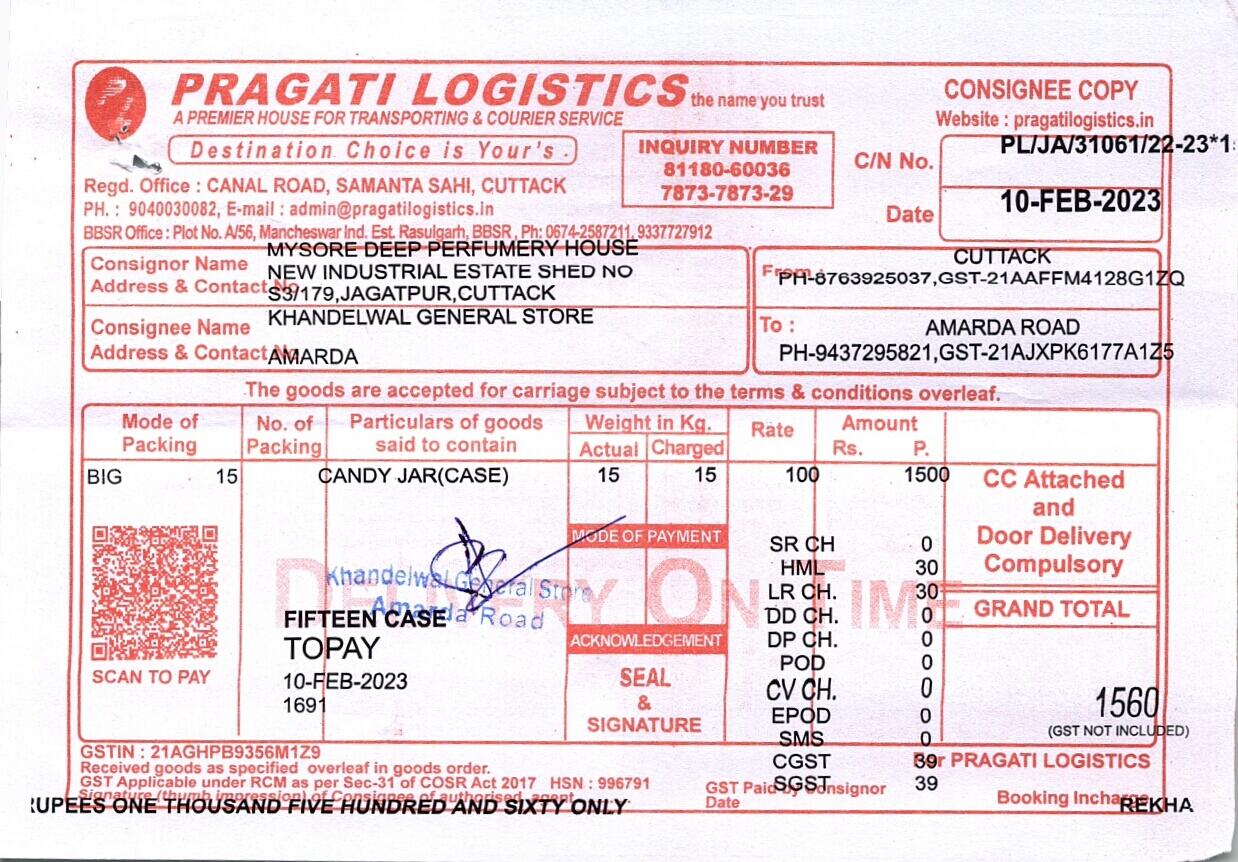 PRAGATI LOGISTICS the name you trust
A PREMIER HOUSE FOR TRANSPORTING & COURIER SERVICE
Destination Choice is Your's .
Regd. Office : CANAL ROAD, SAMANTA SAHI, CUTTACK
PH. : 9040030082, E-mail : admin@pragatilogistics.in
BBSR Office : Plot No. A/56, Mancheswar Ind. Est. Rasulgarh, BBSR , Ph: 0674-2587211, 9337727912
INQUIRY NUMBER
81180-60036
7873-7873-29
CONSIGNEE COPY
Website : pragatilogistics.in
C/N No. PL/JA/31061/22-23*1
Date 10-FEB-2023
Consignor Name
Address & Contact No
MYSORE DEEP PERFUMERY HOUSE
NEW INDUSTRIAL ESTATE SHED NO
S3/179,JAGATPUR,CUTTACK
From : CUTTACK
PH-8763925037,GST-21AAFFM4128G1ZQ
Consignee Name KHANDELWAL GENERAL STORE
Address & Contact No AMARDA
To : AMARDA ROAD
PH-9437295821,GST-21AJXPK6177A1Z5
The goods are accepted for carriage subject to the terms & conditions overleaf.
Mode of Packing No. of Packing Particulars of goods said to contain Weight in Kg. Actual Charged Rate Amount Rs. P.
BIG 15 CANDY JAR(CASE) 15 15 100 1500
CC Attached
and
Door Delivery
Compulsory
GRAND TOTAL
1560
(GST NOT INCLUDED)
DELIVERY ON TIME
SCAN TO PAY
Khandelwal General Store
Amarda Road
FIFTEEN CASE
TOPAY
10-FEB-2023
1691
MODE OF PAYMENT
ACKNOWLEDGEMENT
SEAL
&
SIGNATURE
SR CH 0
HML 30
LR CH. 30
DD CH. 0
DP CH. 0
POD 0
CV CH. 0
EPOD 0
SMS 0
CGST 39
SGST 39
GSTIN : 21AGHPB9356M1Z9
Received goods as specified overleaf in goods order.
GST Applicable under RCM as per Sec-31 of COSR Act 2017 HSN : 996791
Signature (thumb impression) of Consignee of authorised agent
GST Paid by Consignor
Date
For PRAGATI LOGISTICS
Booking Incharge REKHA
RUPEES ONE THOUSAND FIVE HUNDRED AND SIXTY ONLY